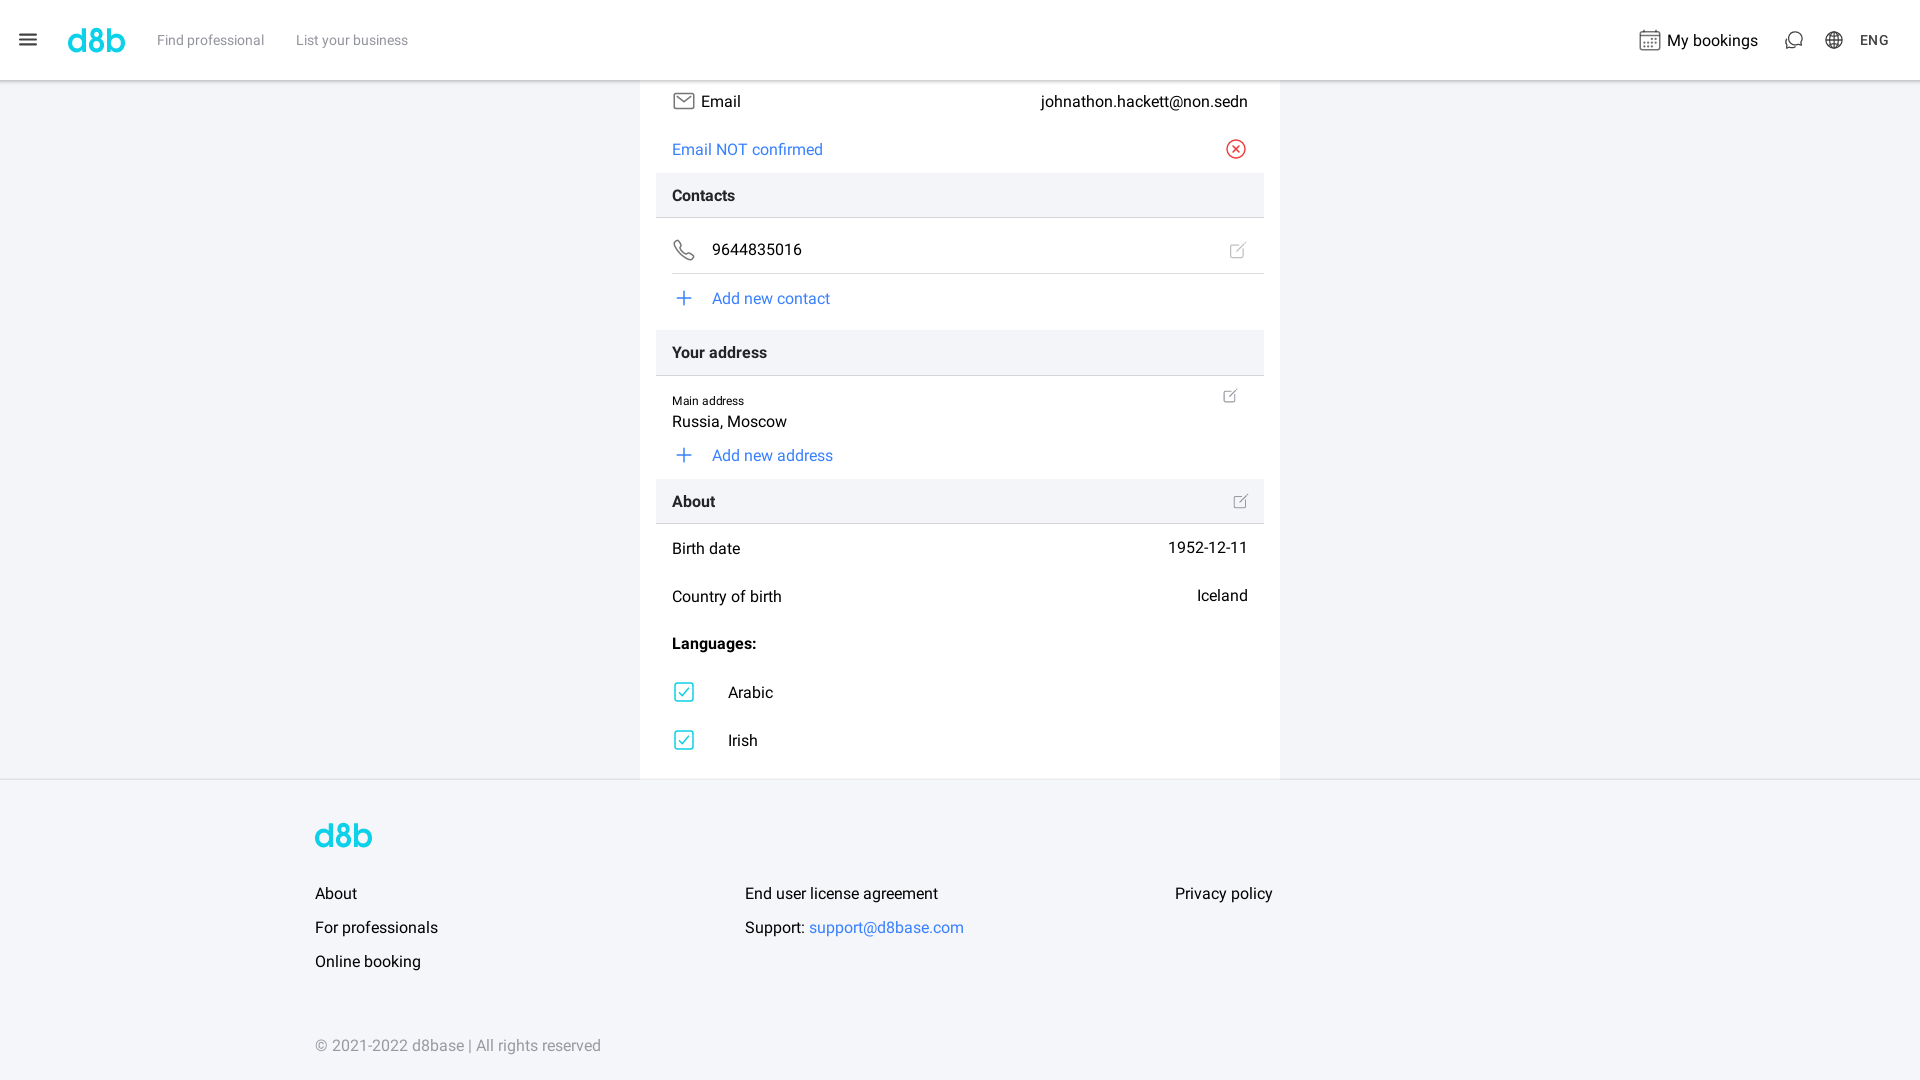 d8b
Find professional
List your business
My bookings
ENG
Email
johnathon.hackett@non.sedn
Email NOT confirmed
Contacts
9644835016
Add new contact
Your address
Main address
Russia, Moscow
Add new address
About
Birth date
1952-12-11
Country of birth
Iceland
Languages:
Arabic
Irish
d8b
About
End user license agreement
Privacy policy
For professionals
Support: support@d8base.com
Online booking
© 2021-2022 d8base | All rights reserved